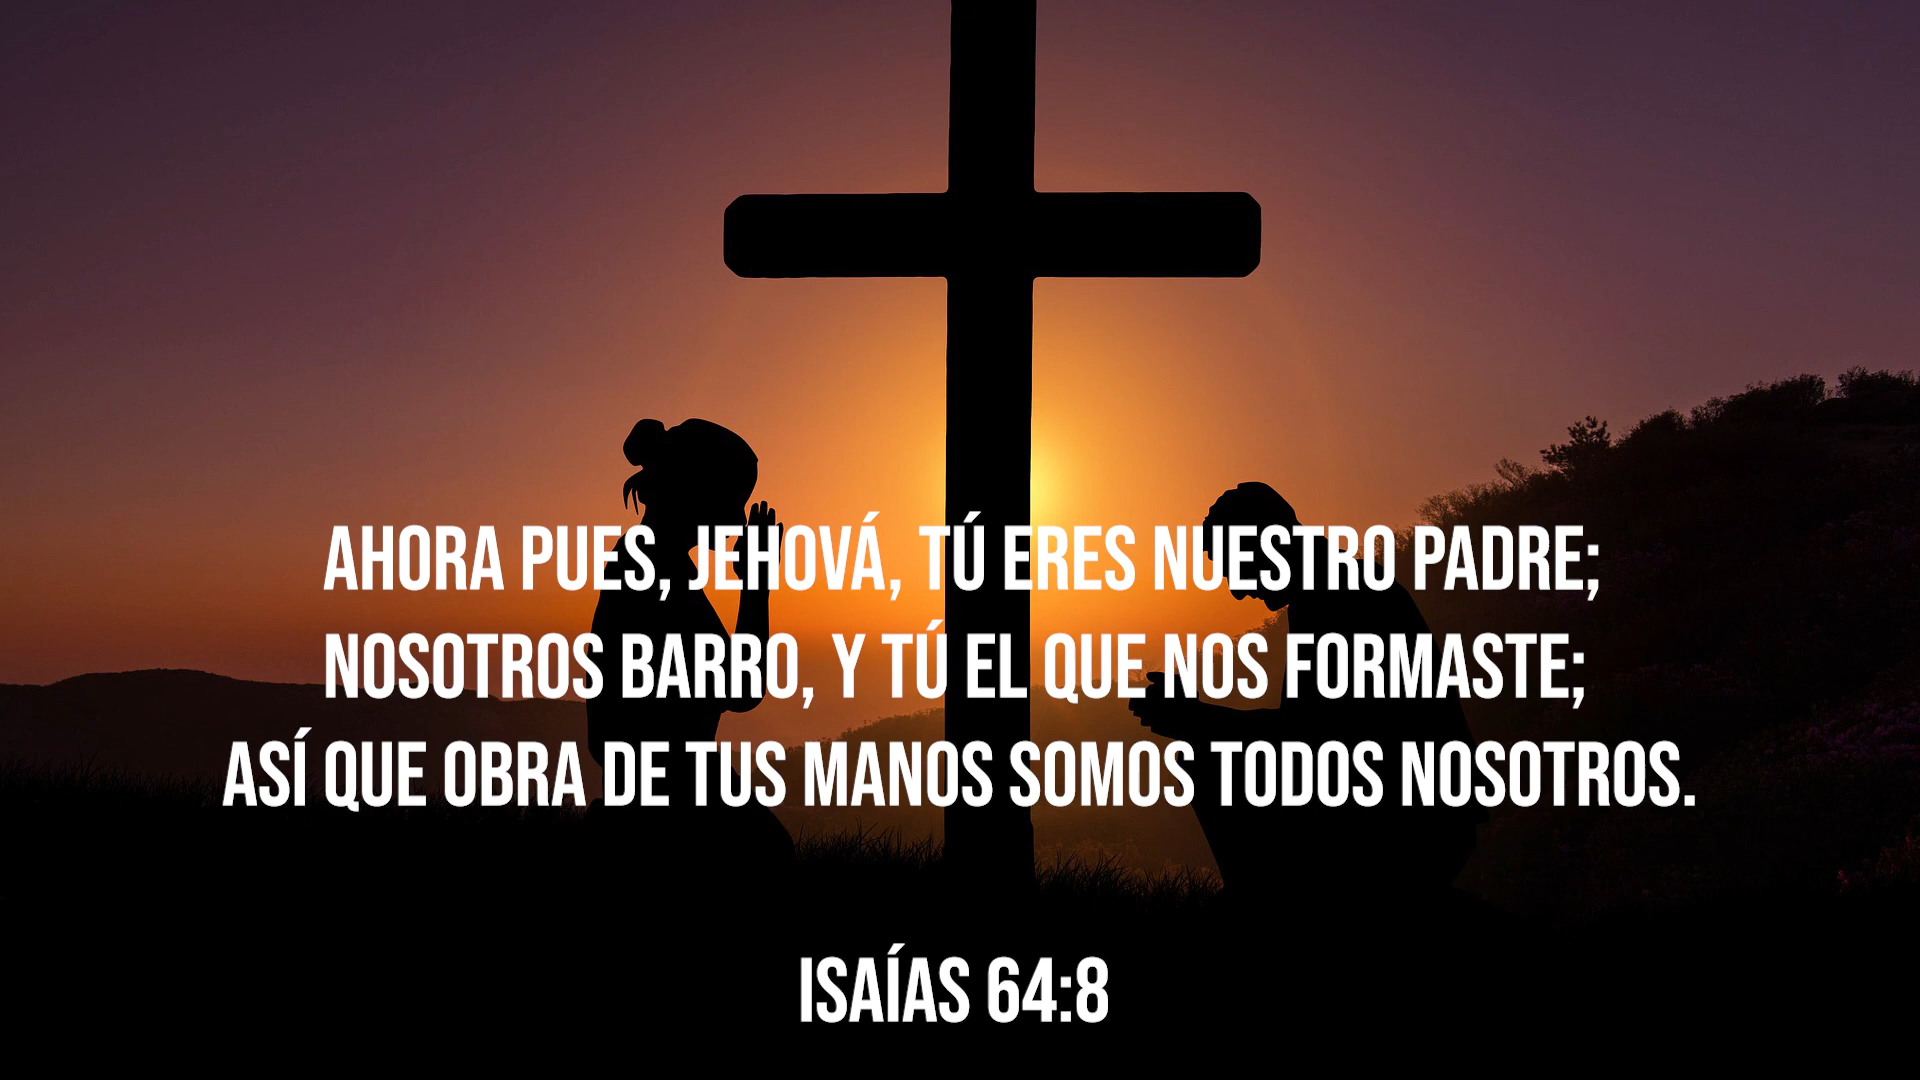 AHORA PUES, JEHOVÁ, TÚ ERES NUESTRO PADRE;
NOSOTROS BARRO, Y TÚ EL QUE NOS FORMASTE;
ASÍ QUE OBRA DE TUS MANOS SOMOS TODOS NOSOTROS.
ISAÍAS 64:8